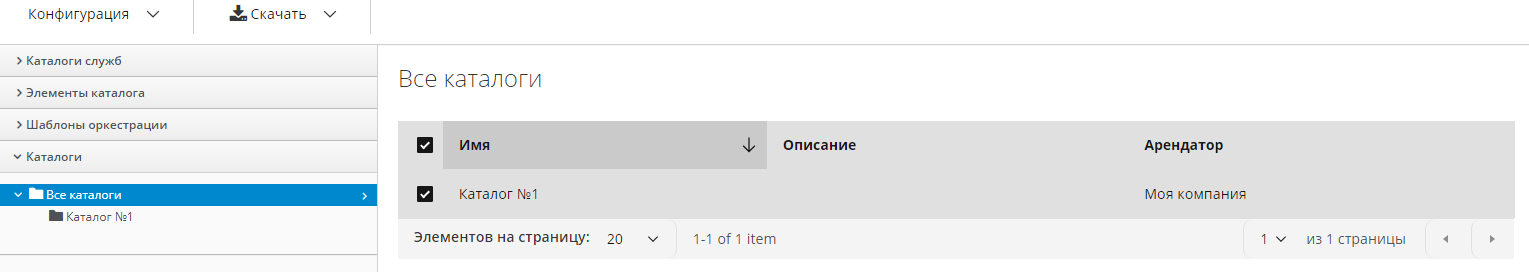 Конфигурация
Скачать
Каталоги служб
Элементы каталога
Шаблоны оркестрации
Каталоги
Все каталоги
Каталог №1
Все каталоги
Имя Описание Арендатор
Каталог №1 Моя компания
Элементов на страницу: 20 1-1 of 1 item 1 из 1 страницы